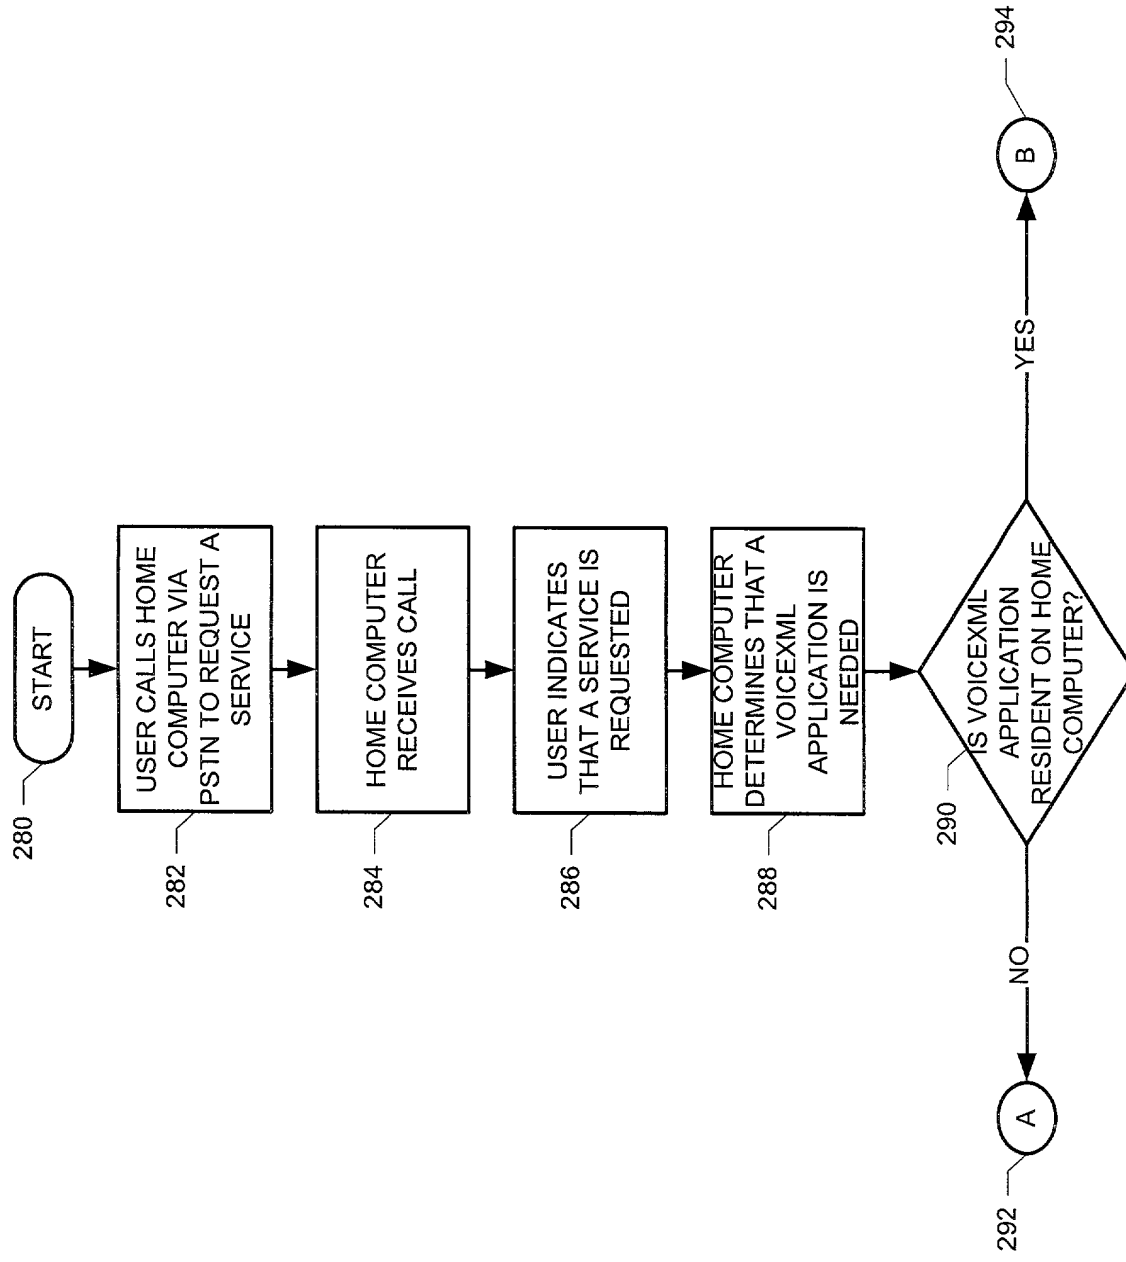 START
280
USER CALLS HOME
COMPUTER VIA
PSTN TO REQUEST A
SERVICE
282
HOME COMPUTER
RECEIVES CALL
284
USER INDICATES
THAT A SERVICE IS
REQUESTED
286
HOME COMPUTER
DETERMINES THAT A
VOICEXML
APPLICATION IS
NEEDED
288
290
IS VOICEXML
APPLICATION
RESIDENT ON HOME
COMPUTER?
NO
A
292
YES
B
294